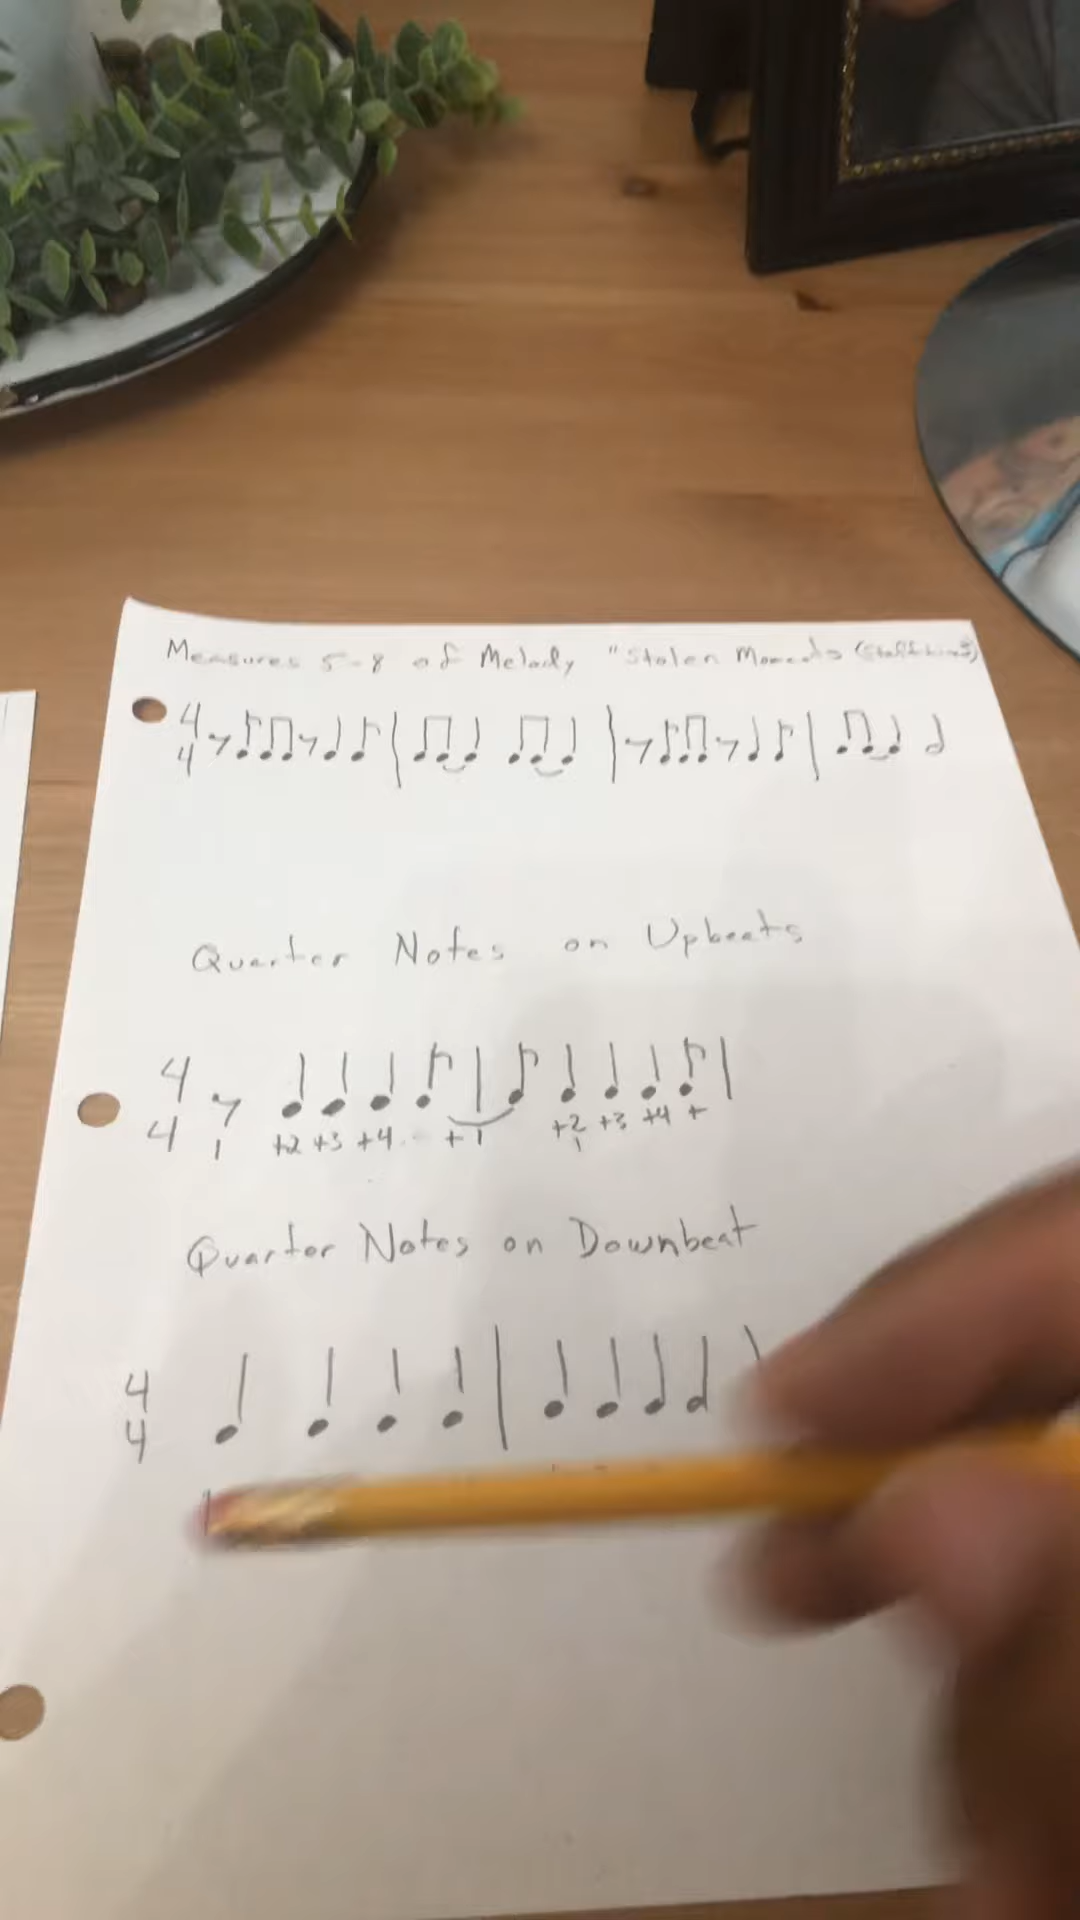 Measures 5-8 of Melody "Stolen Moments
4
4
Quarter Notes on Upbeats
4
4
1 +2 +3 +4 +1 +2 +3 +4 +
1
Quarter Notes on Downbeat
4
4